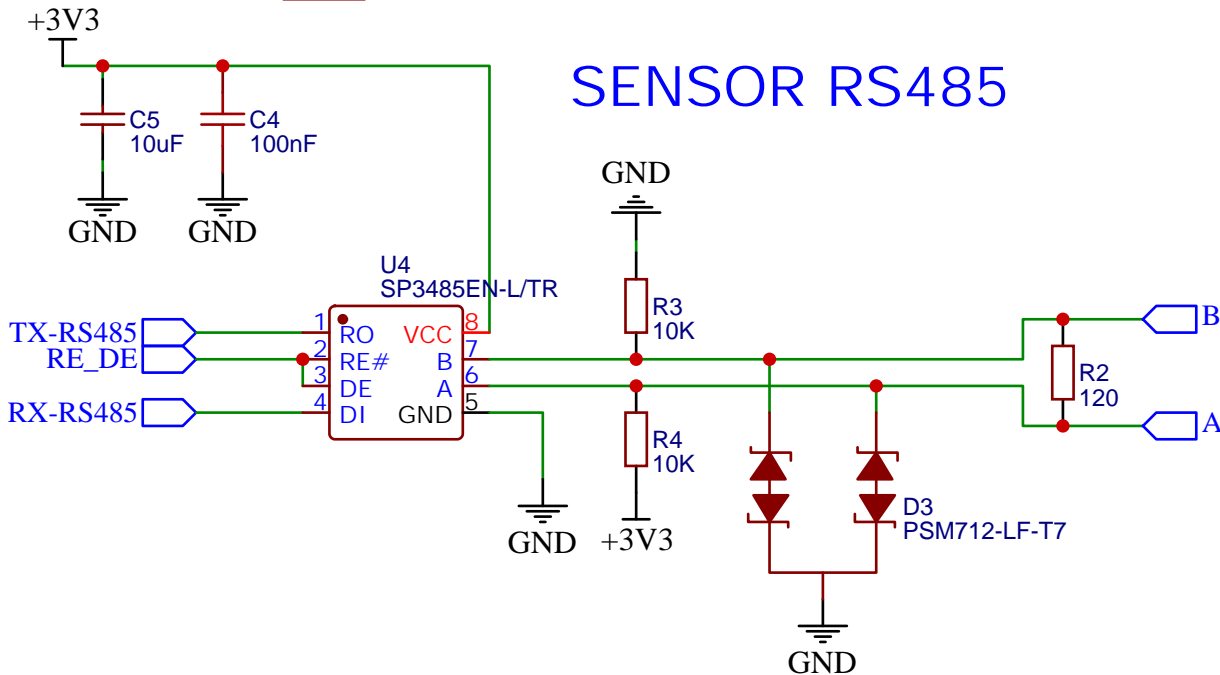 +3V3
SENSOR RS485
C5
10uF
C4
100nF
GND
GND
GND
U4
SP3485EN-L/TR
R3
10K
TX-RS485
1
RO
VCC
8
B
RE_DE
2
RE#
B
7
3
DE
A
6
R2
120
RX-RS485
4
DI
GND
5
A
R4
10K
D3
PSM712-LF-T7
GND
+3V3
GND